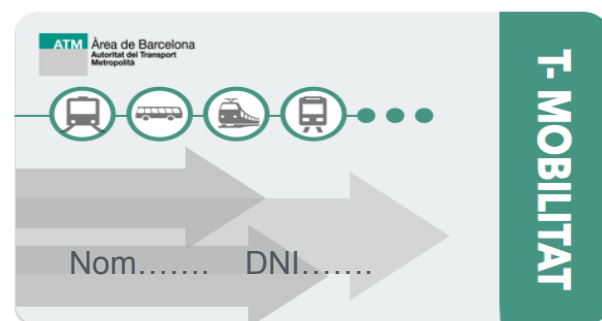 ATM Àrea de Barcelona
Autoritat del Transport
Metropolità
T- MOBILITAT
Nom....... DNI.......